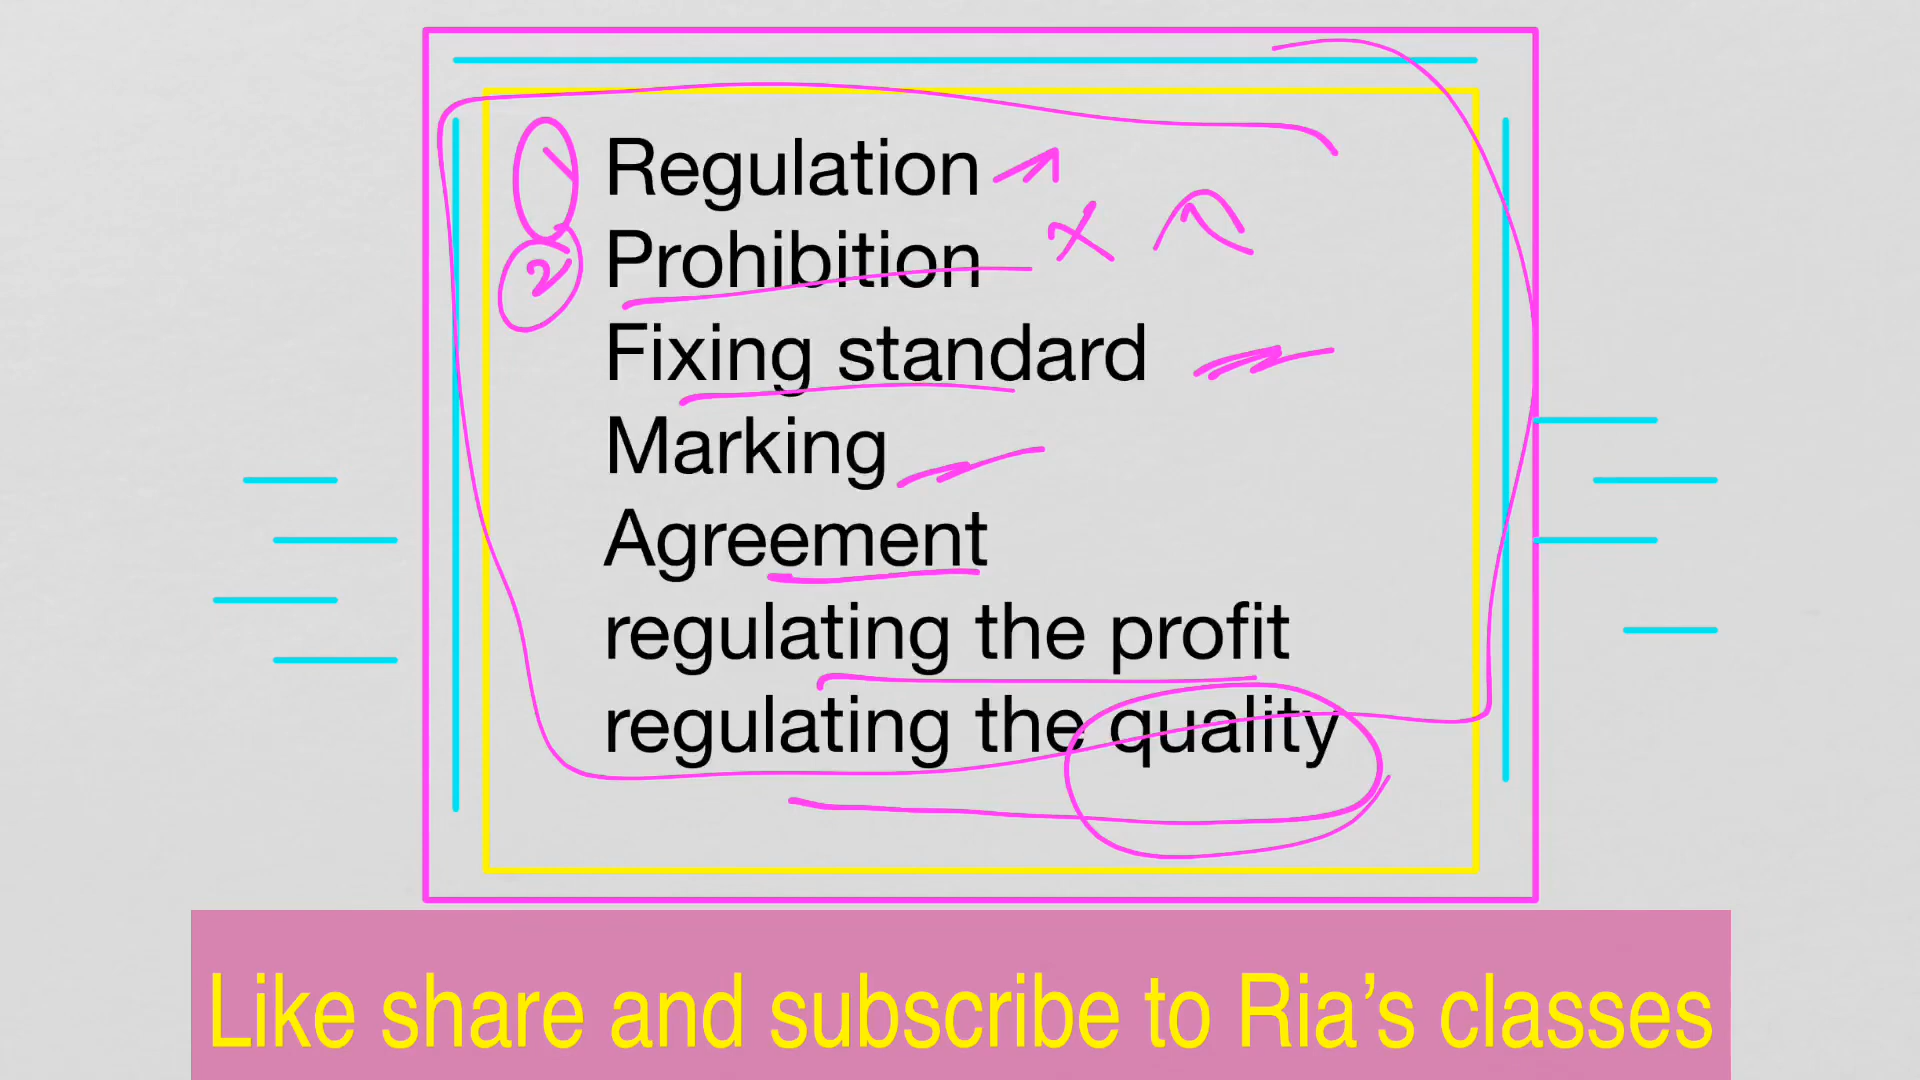 Regulation
2 Prohibition
Fixing standard
Marking
Agreement
regulating the profit
regulating the quality
Like share and subscribe to Ria’s classes